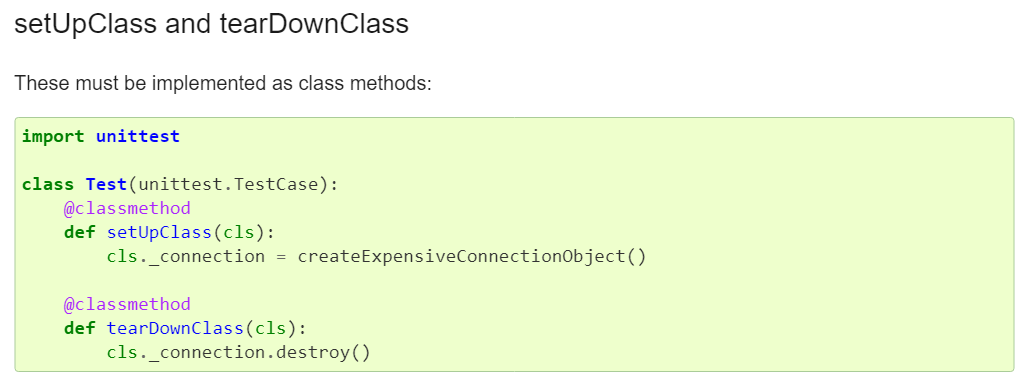 setUpClass and tearDownClass
These must be implemented as class methods:
import unittest
class Test(unittest.TestCase):
    @classmethod
    def setUpClass(cls):
        cls._connection = createExpensiveConnectionObject()
    @classmethod
    def tearDownClass(cls):
        cls._connection.destroy()